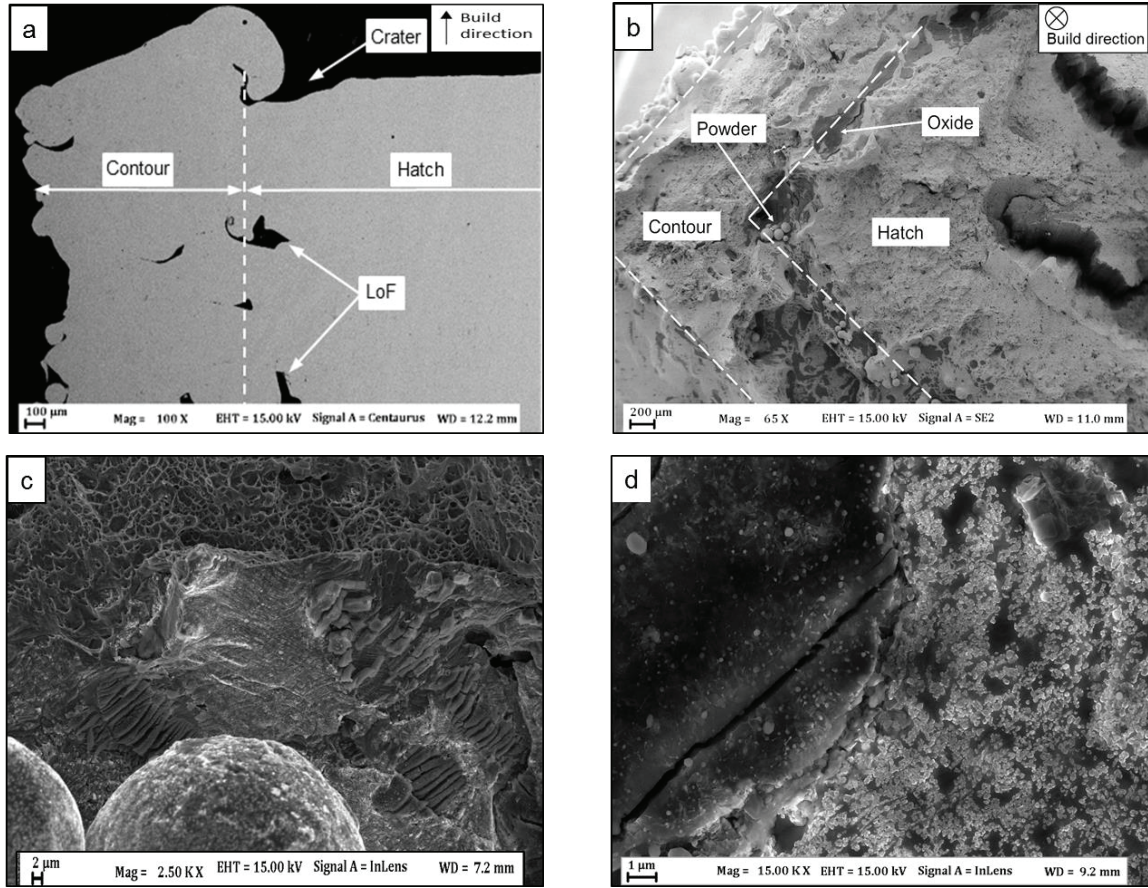 a
Build
direction
Crater
Contour
Hatch
LoF
100 µm
Mag = 100 X EHT = 15.00 kV Signal A = Centaurus WD = 12.2 mm
b
Build direction
Powder
Oxide
Contour
Hatch
200 µm
Mag = 65 X EHT = 15.00 kV Signal A = SE2 WD = 11.0 mm
c
2 µm
Mag = 2.50 K X EHT = 15.00 kV Signal A = InLens WD = 7.2 mm
d
1 µm
Mag = 15.00 K X EHT = 15.00 kV Signal A = InLens WD = 9.2 mm